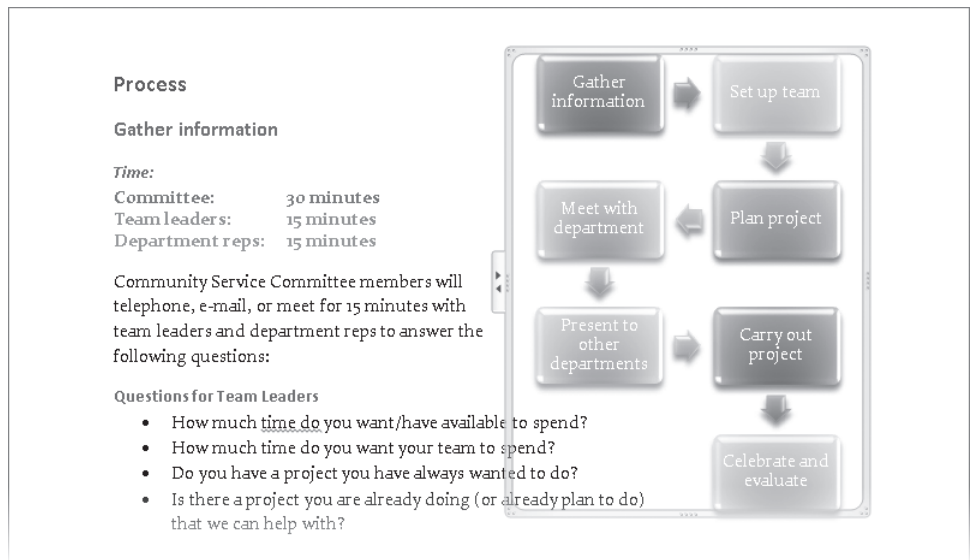 Process
Gather information
Time:
Committee: 30 minutes
Team leaders: 15 minutes
Department reps: 15 minutes
Community Service Committee members will
telephone, e-mail, or meet for 15 minutes with
team leaders and department reps to answer the
following questions:
Questions for Team Leaders
• How much time do you want/have available to spend?
• How much time do you want your team to spend?
• Do you have a project you have always wanted to do?
• Is there a project you are already doing (or already plan to do)
that we can help with?
Gather
information
Set up team
Plan project
Meet with
department
Present to
other
departments
Carry out
project
Celebrate and
evaluate